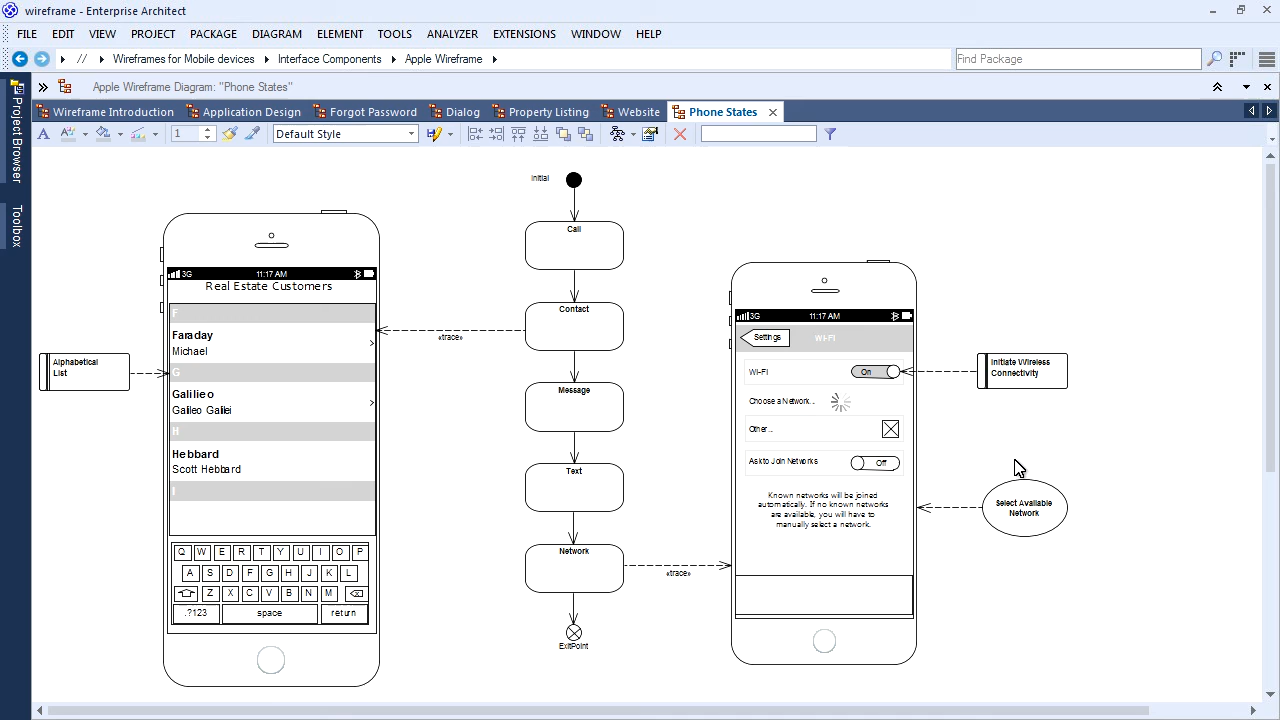 wireframe - Enterprise Architect
FILE EDIT VIEW PROJECT PACKAGE DIAGRAM ELEMENT TOOLS ANALYZER EXTENSIONS WINDOW HELP
// Wireframes for Mobile devices Interface Components Apple Wireframe Find Package
Apple Wireframe Diagram: "Phone States"
Wireframe Introduction Application Design Forgot Password Dialog Property Listing Website Phone States
1 Default Style
Project Browser
Toolbox
Initial
Call
Contact
«trace»
Message
Text
Network
«trace»
ExitPoint
Alphabetical
List
3G 11:17 AM
Real Estate Customers
F
Faraday
Michael
G
Galilieo
Galileo Galilei
H
Hebbard
Scott Hebbard
I
Q W E R T Y U I O P
A S D F G H J K L
Z X C V B N M
.?123 space return
3G 11:17 AM
Settings WI-FI
WI-FI On
Choose a Network...
Other...
Ask to Join Networks Off
Known networks will be joined
automatically. If no known networks
are available, you will have to
manually select a network.
Initiate Wireless
Connectivity
Select Available
Network